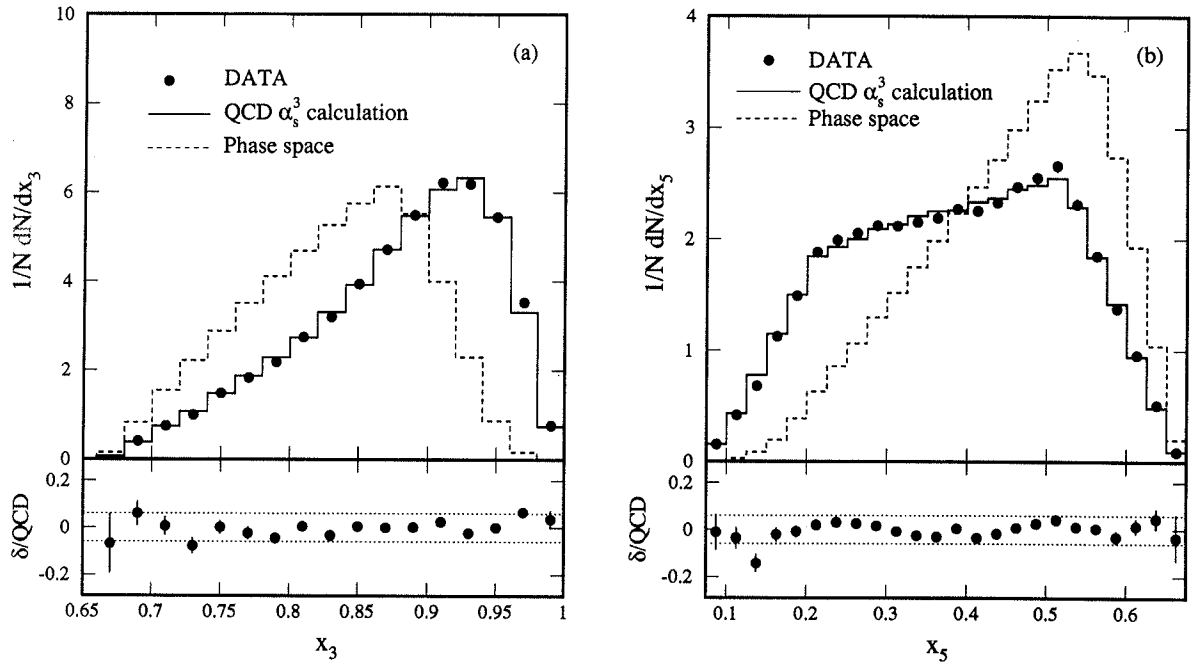 10
8
6
4
2
0
1/N dN/dx₃
(a)
DATA
QCD αₛ³ calculation
Phase space
0.2
0
-0.2
δ/QCD
0.65
0.7
0.75
0.8
0.85
0.9
0.95
1
x₃
4
3
2
1
0
1/N dN/dx₅
(b)
DATA
QCD αₛ³ calculation
Phase space
0.2
0
-0.2
δ/QCD
0.1
0.2
0.3
0.4
0.5
0.6
x₅